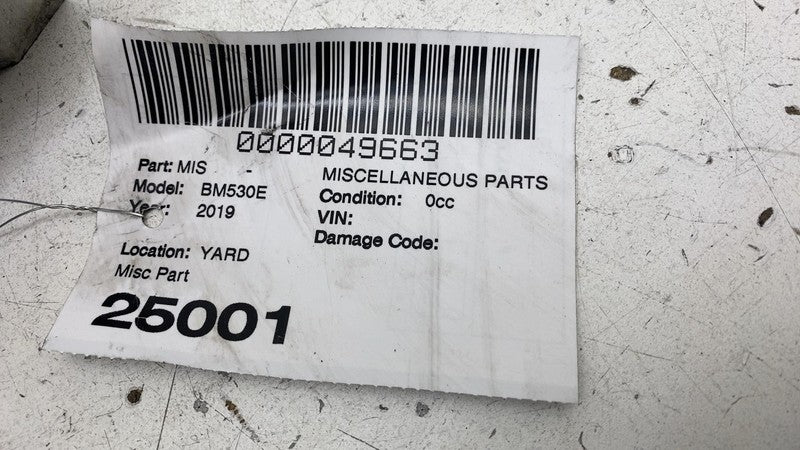 0000049663
Part: MIS - MISCELLANEOUS PARTS
Model: BM530E Condition: 0cc
Year: 2019 VIN:
Damage Code:
Location: YARD
Misc Part
25001